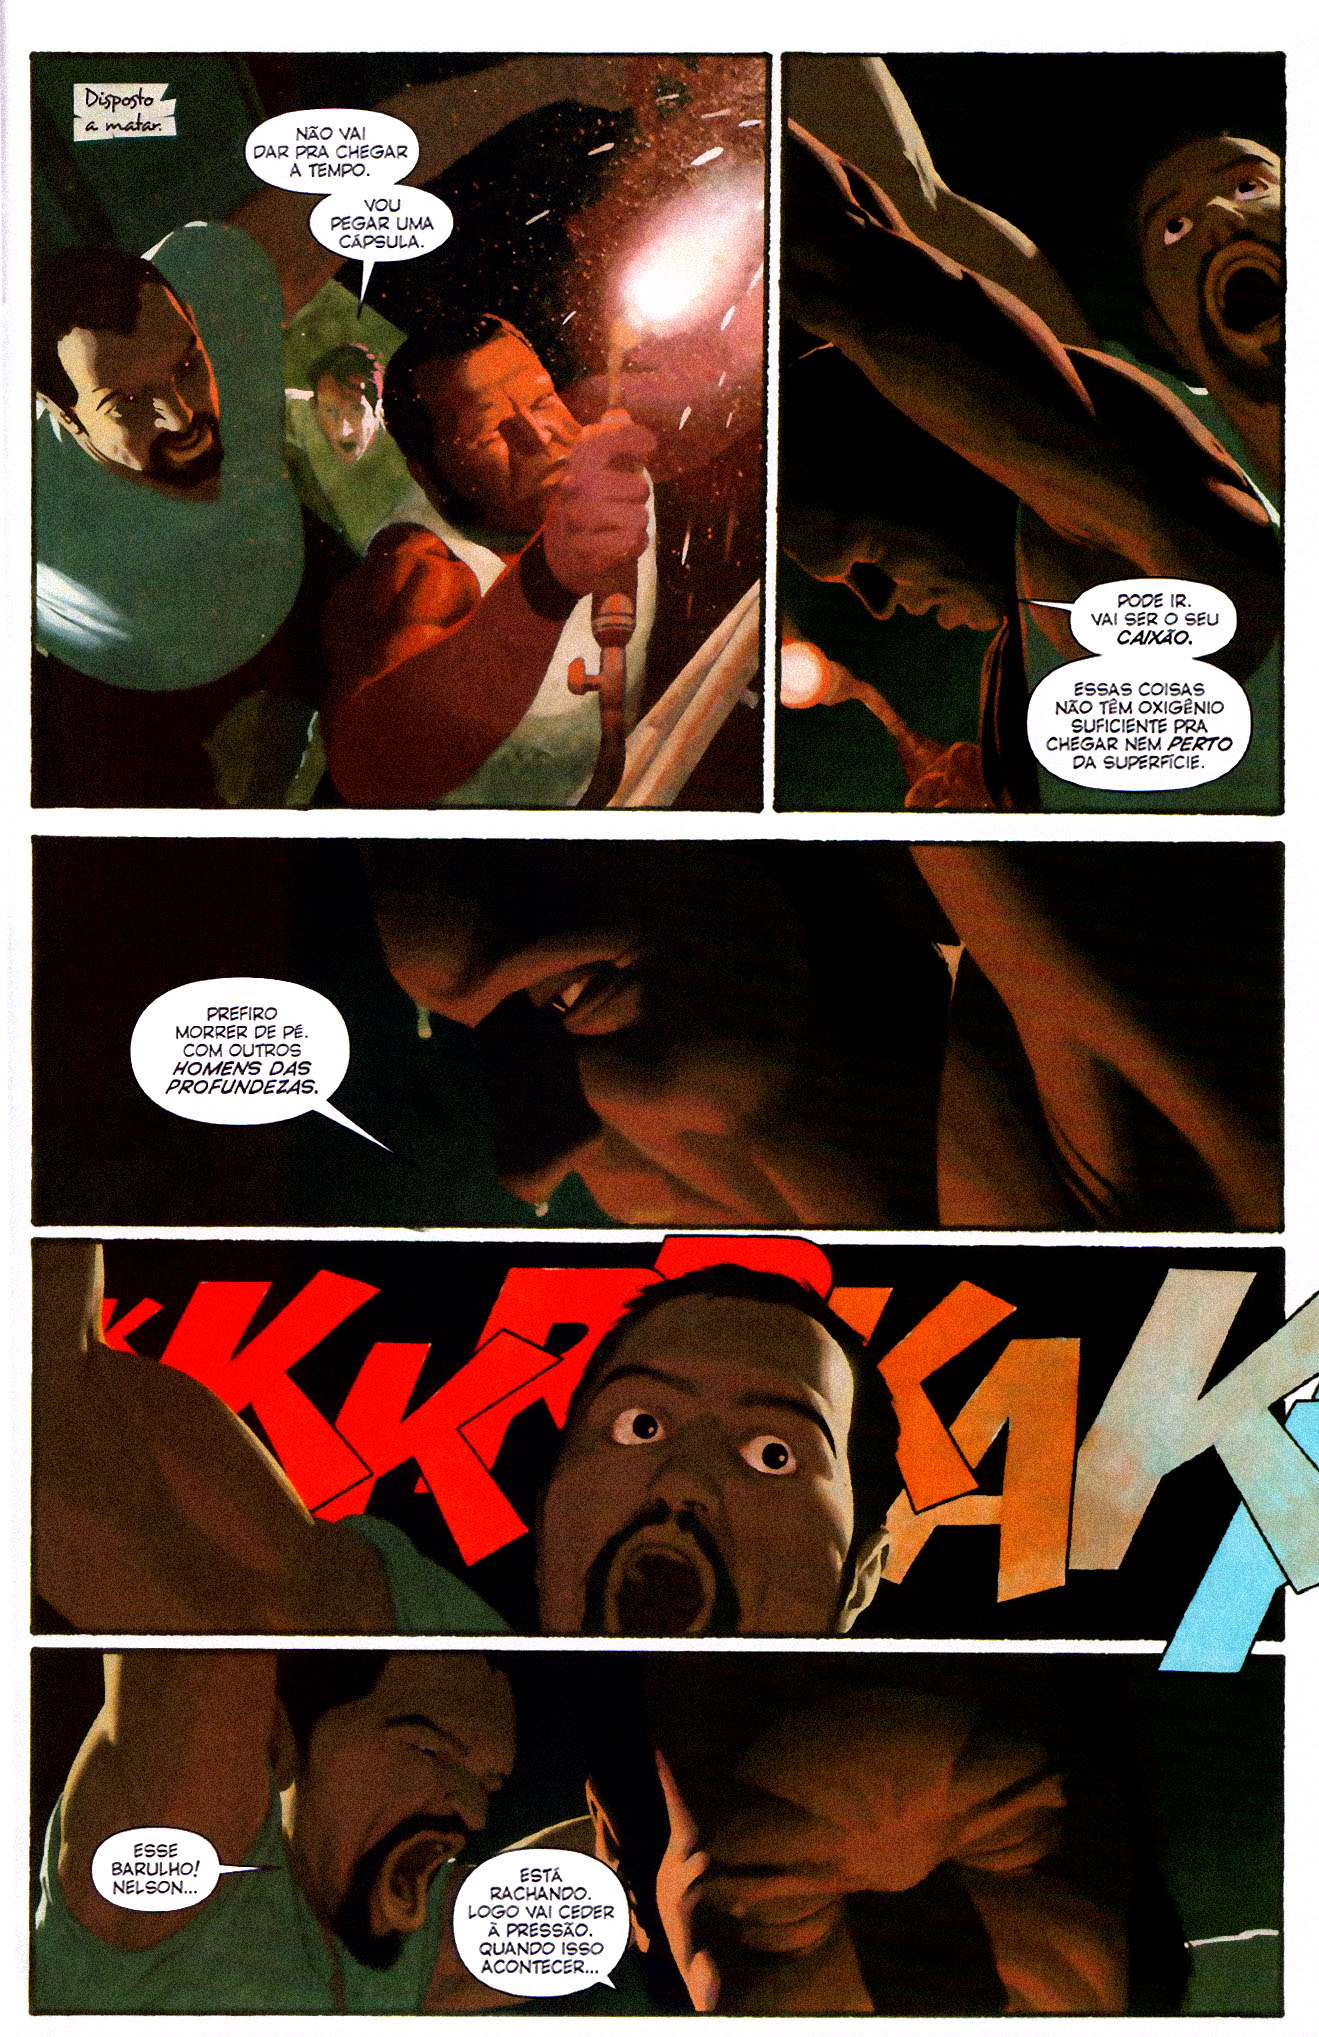 Disposto
a matar.
NÃO VAI
DAR PRA CHEGAR
A TEMPO.
VOU
PEGAR UMA
CÁPSULA.
PODE IR.
VAI SER O SEU
CAIXÃO.
ESSAS COISAS
NÃO TÊM OXIGÊNIO
SUFICIENTE PRA
CHEGAR NEM PERTO
DA SUPERFÍCIE.
PREFIRO
MORRER DE PÉ.
COM OUTROS
HOMENS DAS
PROFUNDEZAS.
ESSE
BARULHO!
NELSON...
ESTÁ
RACHANDO.
LOGO VAI CEDER
À PRESSÃO.
QUANDO ISSO
ACONTECER...